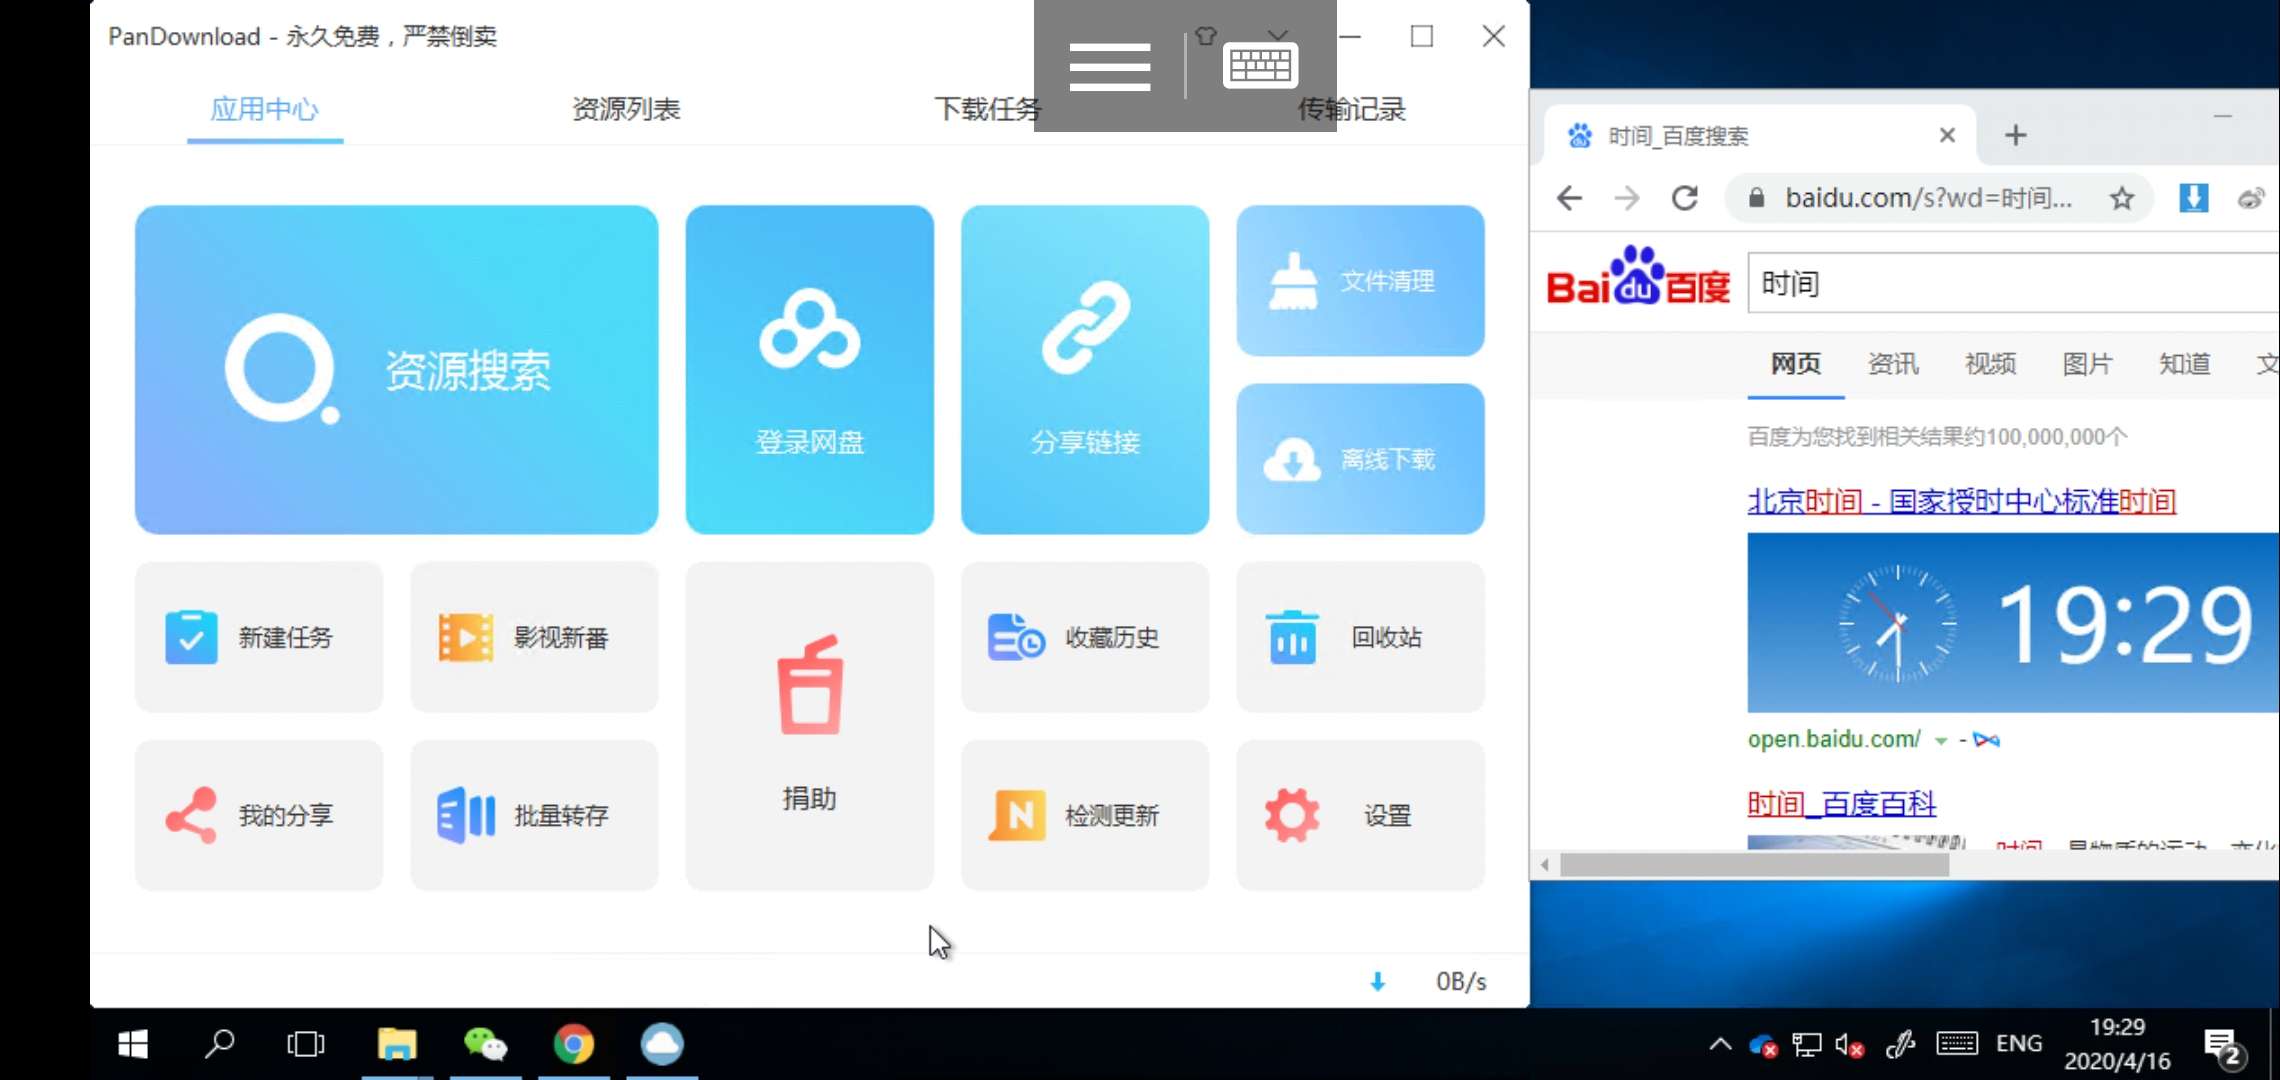 PanDownload - 永久免费，严禁倒卖
应用中心
资源列表
下载任务
传输记录
资源搜索
登录网盘
分享链接
文件清理
离线下载
新建任务
影视新番
捐助
收藏历史
回收站
我的分享
批量转存
检测更新
设置
0B/s
时间_百度搜索
baidu.com/s?wd=时间...
Bai du 百度
时间
网页
资讯
视频
图片
知道
文
百度为您找到相关结果约100,000,000个
北京时间 - 国家授时中心标准时间
19:29
open.baidu.com/ -
时间_百度百科
ENG
19:29
2020/4/16
2